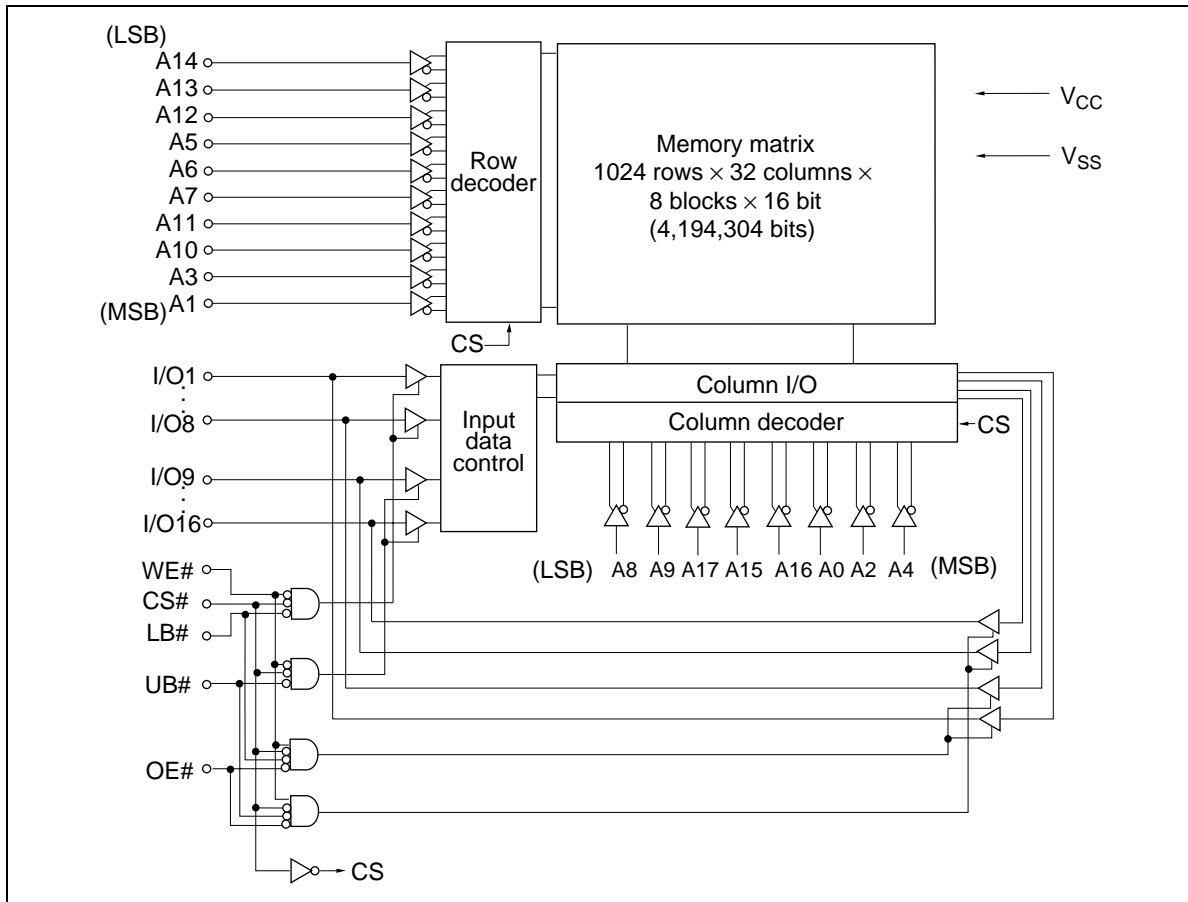 (LSB)
A14
A13
A12
A5
A6
A7
A11
A10
A3
(MSB) A1
Row
decoder
CS
Memory matrix
1024 rows × 32 columns ×
8 blocks × 16 bit
(4,194,304 bits)
VCC
VSS
I/O1
I/O8
I/O9
I/O16
Input
data
control
Column I/O
Column decoder
CS
(LSB) A8 A9 A17 A15 A16 A0 A2 A4 (MSB)
WE#
CS#
LB#
UB#
OE#
CS